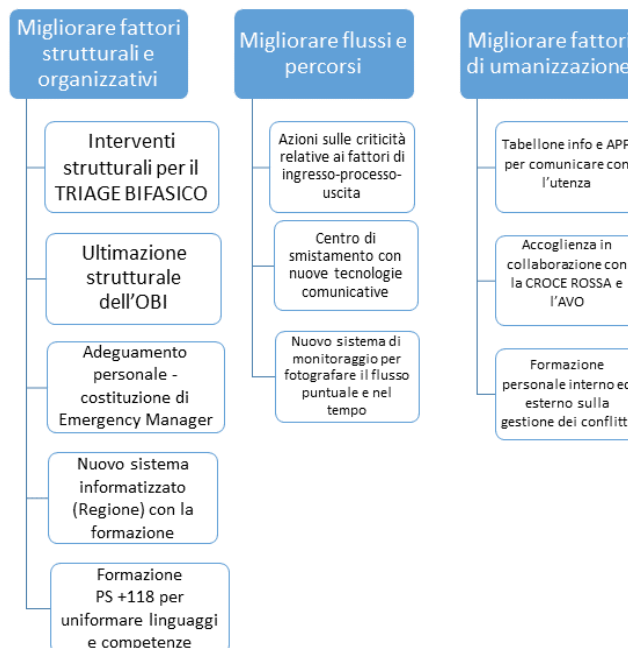 Migliorare fattori
strutturali e
organizzativi
Interventi
strutturali per il
TRIAGE BIFASICO
Ultimazione
strutturale
dell'OBI
Adeguamento
personale -
costituzione di
Emergency Manager
Nuovo sistema
informatizzato
(Regione) con la
formazione
Formazione
PS +118 per
uniformare linguaggi
e competenze
Migliorare flussi e
percorsi
Azioni sulle criticità
relative ai fattori di
ingresso-processo-
uscita
Centro di
smistamento con
nuove tecnologie
comunicative
Nuovo sistema di
monitoraggio per
fotografare il flusso
puntuale e nel
tempo
Migliorare fattori
di umanizzazione
Tabellone info e APP
per comunicare con
l'utenza
Accoglienza in
collaborazione con
la CROCE ROSSA e
l'AVO
Formazione
personale interno ed
esterno sulla
gestione dei conflitti